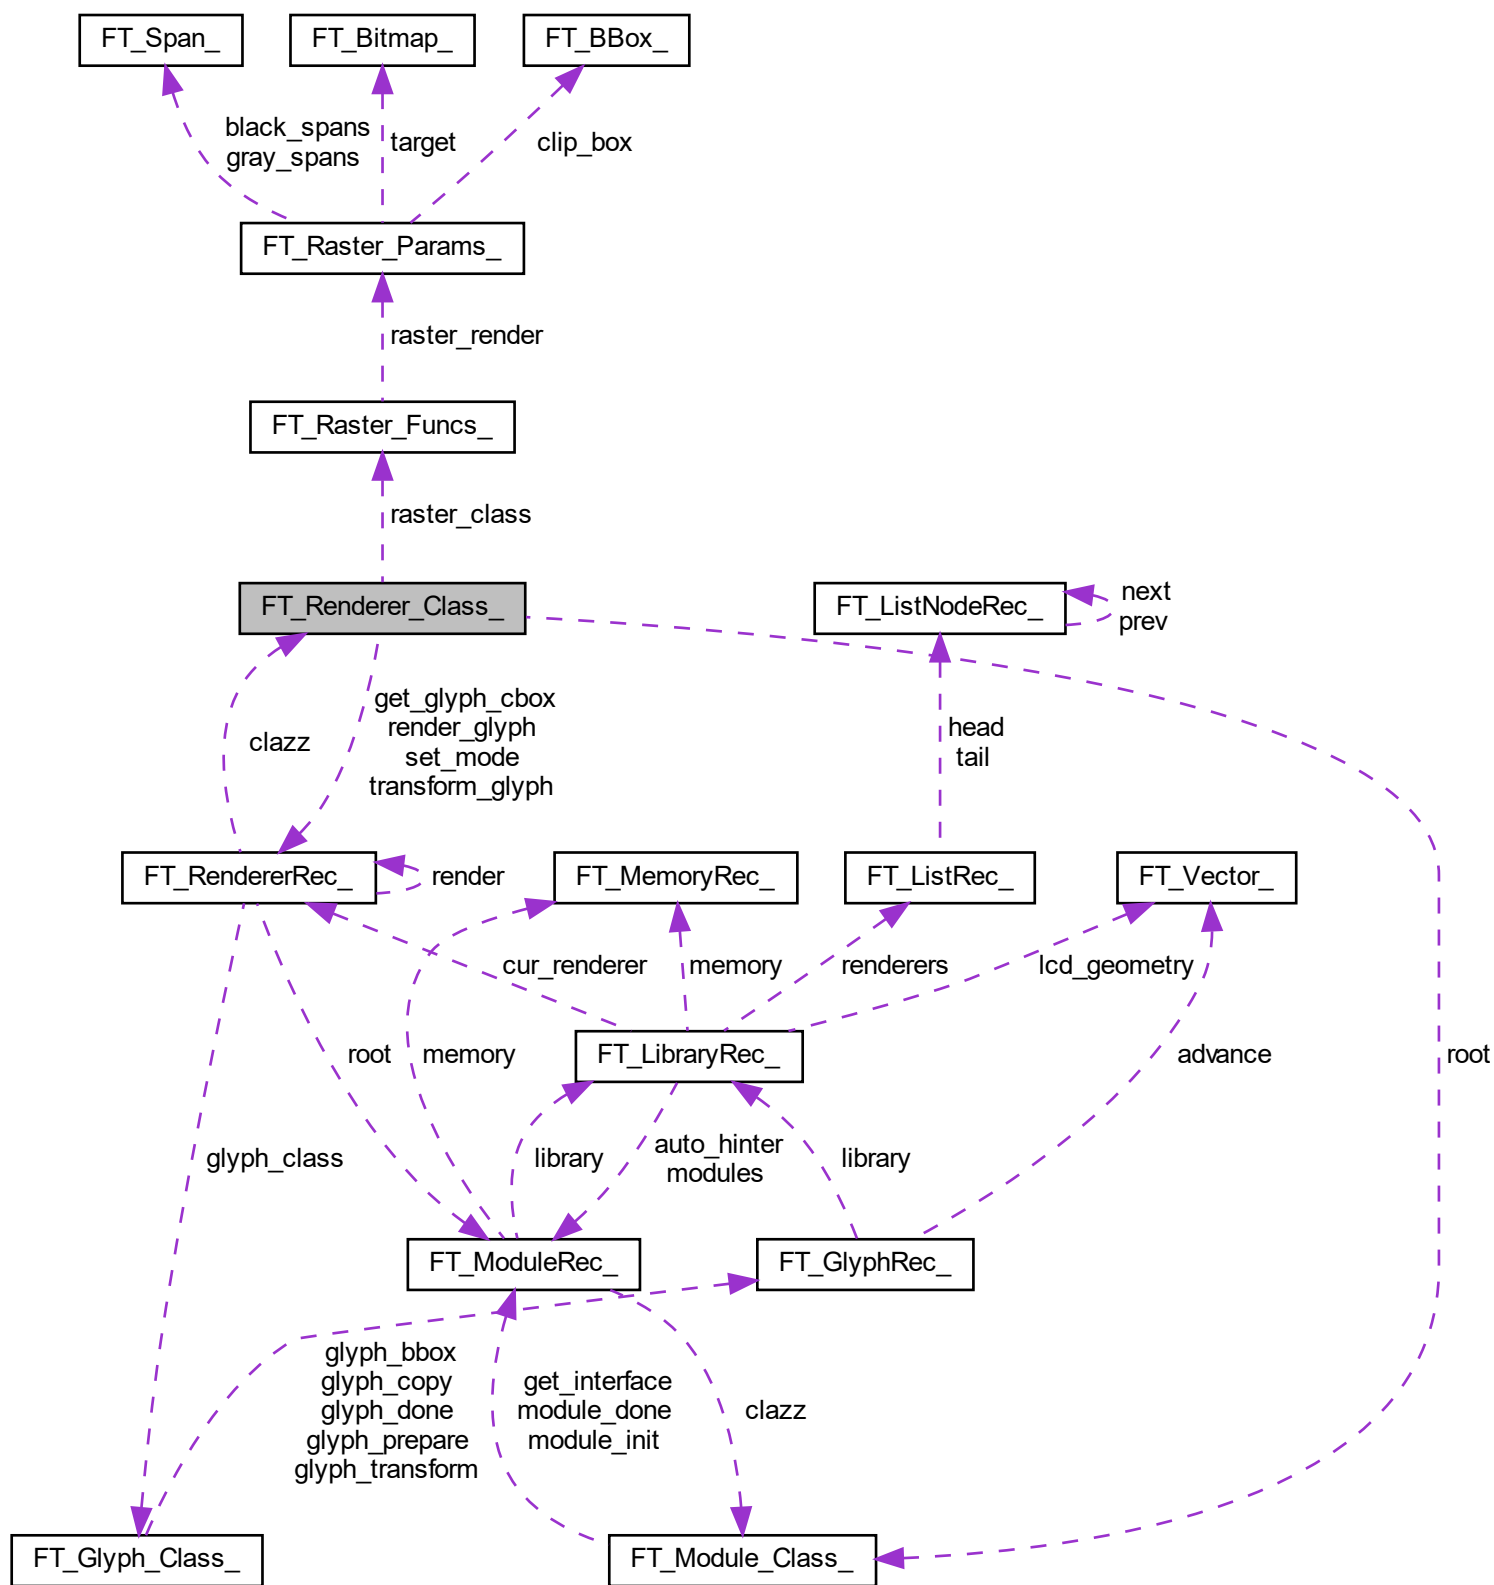 FT_Span_
FT_Bitmap_
FT_BBox_
black_spans
gray_spans
target
clip_box
FT_Raster_Params_
raster_render
FT_Raster_Funcs_
raster_class
FT_Renderer_Class_
FT_ListNodeRec_
next
prev
get_glyph_cbox
render_glyph
set_mode
transform_glyph
clazz
head
tail
FT_RendererRec_
render
FT_MemoryRec_
FT_ListRec_
FT_Vector_
cur_renderer
memory
renderers
lcd_geometry
root
memory
FT_LibraryRec_
advance
root
glyph_class
library
auto_hinter
modules
library
FT_ModuleRec_
FT_GlyphRec_
glyph_bbox
glyph_copy
glyph_done
glyph_prepare
glyph_transform
get_interface
module_done
module_init
clazz
FT_Glyph_Class_
FT_Module_Class_